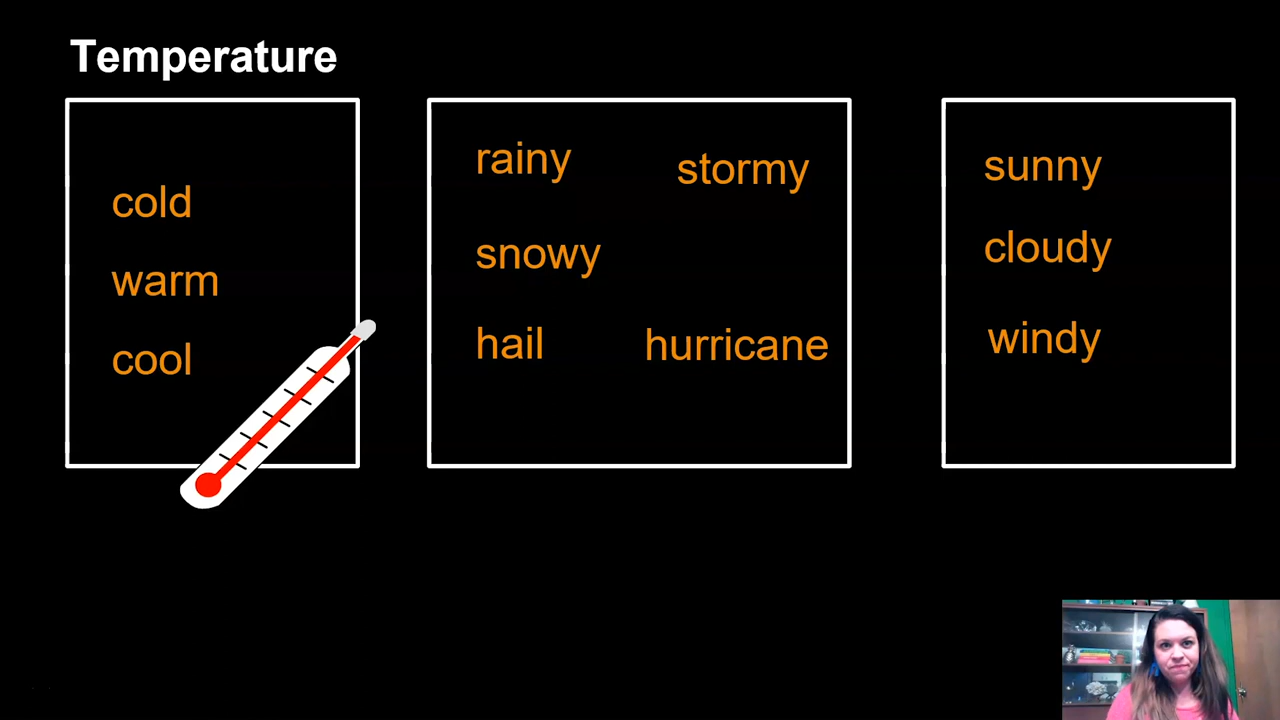 Temperature
cold
warm
cool
rainy
stormy
snowy
hail
hurricane
sunny
cloudy
windy